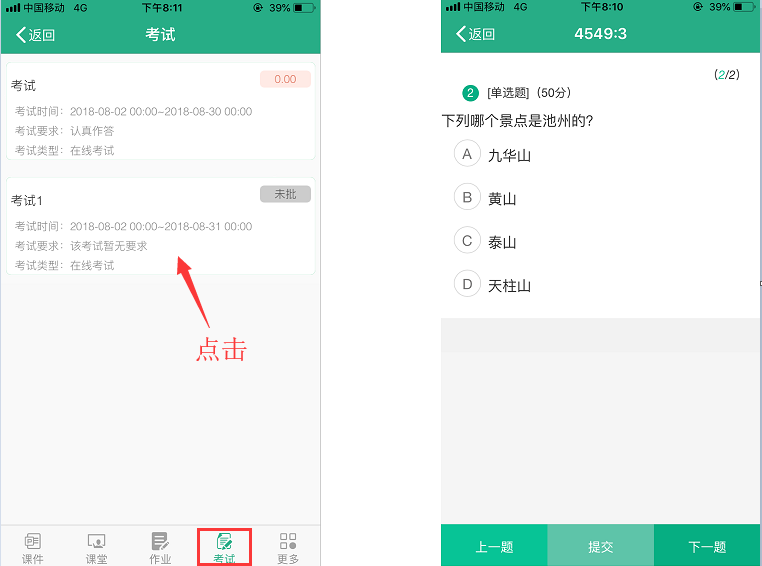 中国移动 4G 下午8:11 39%
返回 考试
考试 0.00
考试时间：2018-08-02 00:00~2018-08-30 00:00
考试要求：认真作答
考试类型：在线考试
考试1 未批
考试时间：2018-08-02 00:00~2018-08-31 00:00
考试要求：该考试暂无要求
考试类型：在线考试
点击
课件 课堂 作业 考试 更多
中国移动 4G 下午8:10 39%
返回 4549:3
(2/2)
2 [单选题]（50分）
下列哪个景点是池州的?
A 九华山
B 黄山
C 泰山
D 天柱山
上一题 提交 下一题